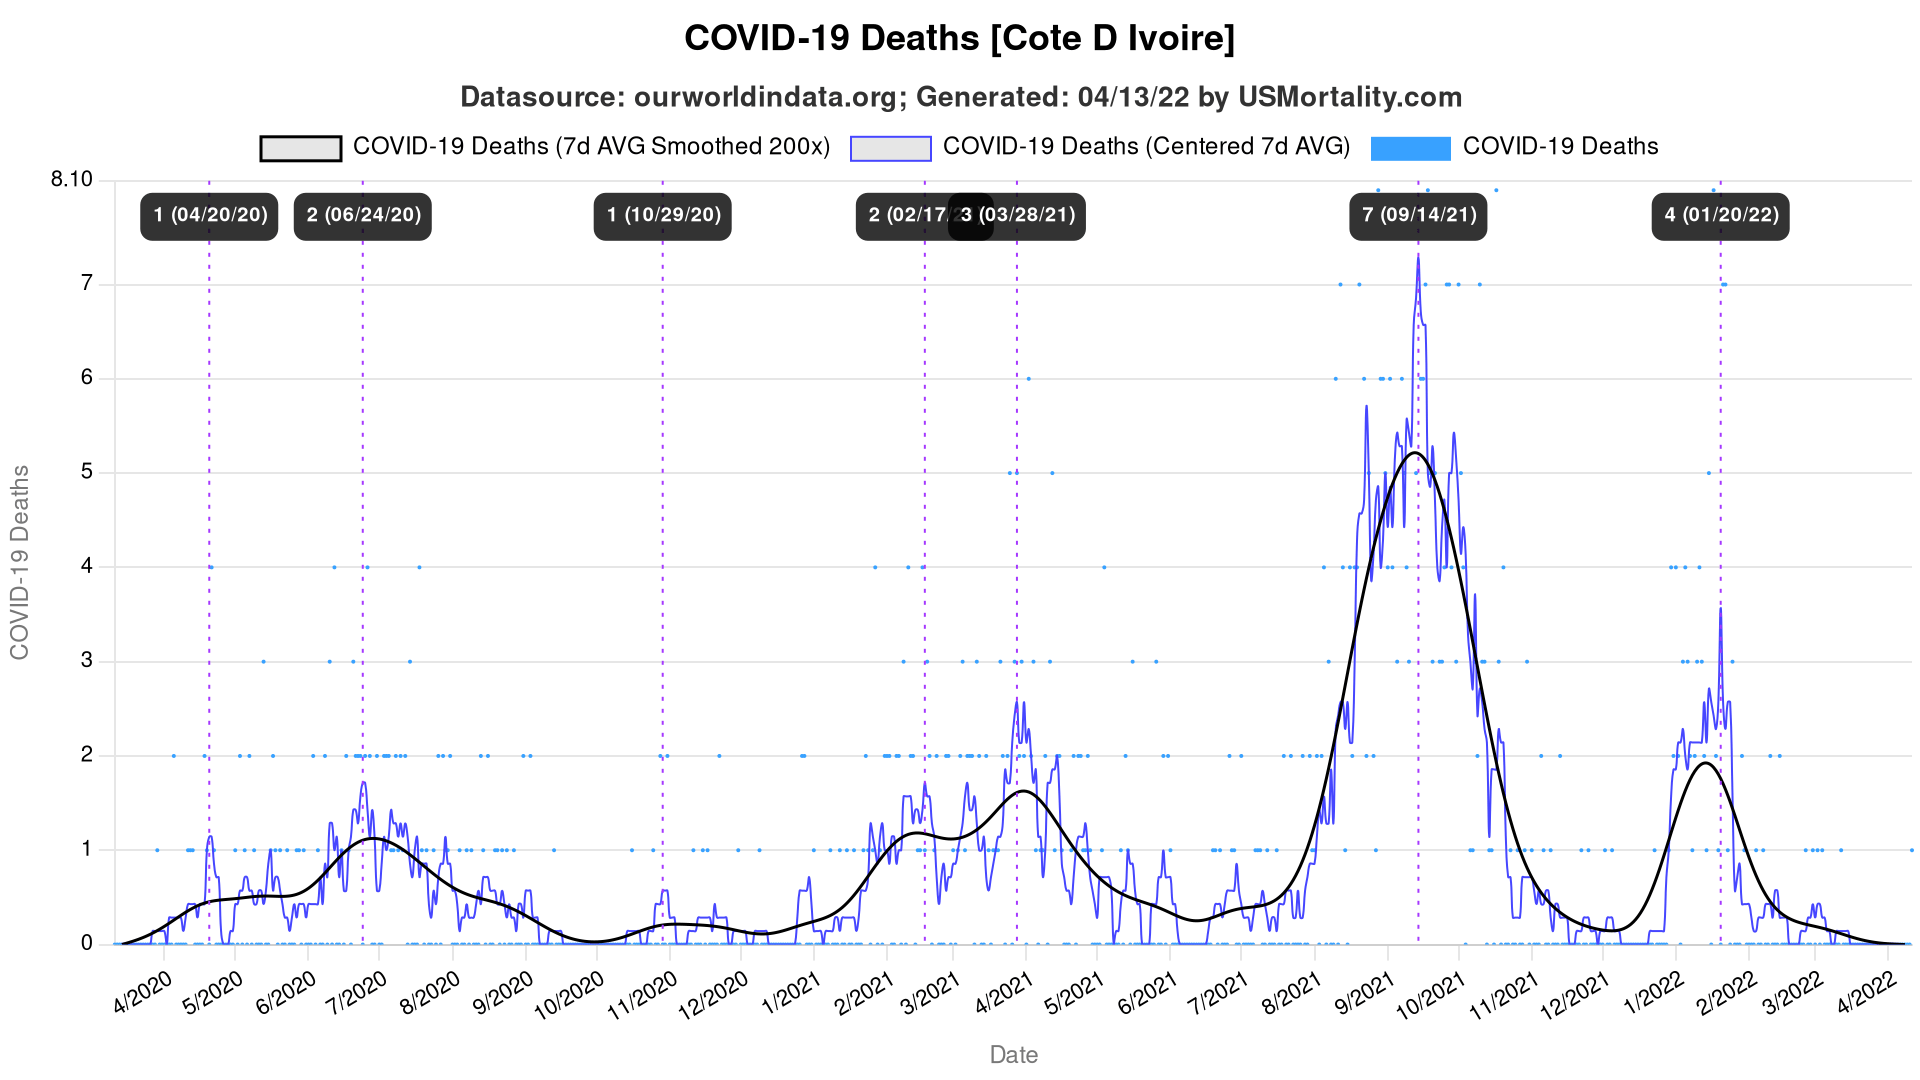 COVID-19 Deaths [Cote D Ivoire]
Datasource: ourworldindata.org; Generated: 04/13/22 by USMortality.com
COVID-19 Deaths (7d AVG Smoothed 200x) COVID-19 Deaths (Centered 7d AVG) COVID-19 Deaths
8.10
1 (04/20/20) 2 (06/24/20) 1 (10/29/20) 2 (02/17/21) 3 (03/28/21) 7 (09/14/21) 4 (01/20/22)
7
6
5
4
3
2
1
0
COVID-19 Deaths
4/2020 5/2020 6/2020 7/2020 8/2020 9/2020 10/2020 11/2020 12/2020 1/2021 2/2021 3/2021 4/2021 5/2021 6/2021 7/2021 8/2021 9/2021 10/2021 11/2021 12/2021 1/2022 2/2022 3/2022 4/2022
Date